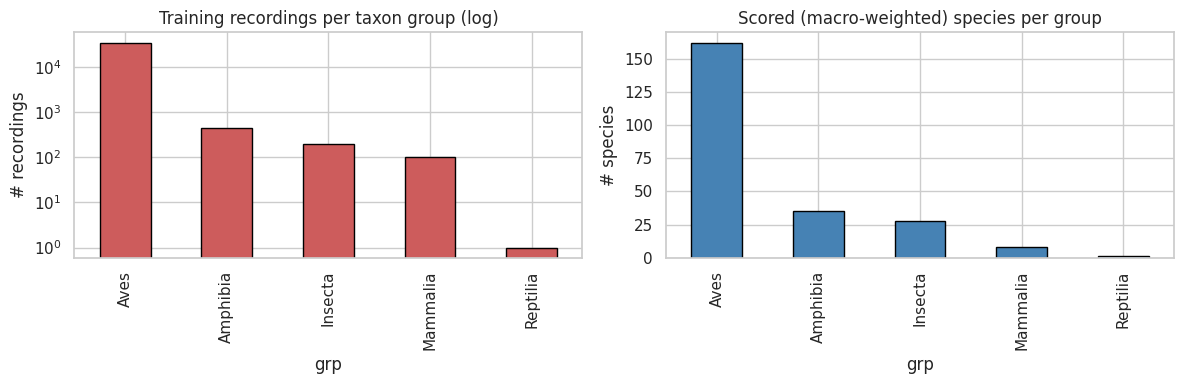 Training recordings per taxon group (log)
# recordings
10^4
10^3
10^2
10^1
10^0
Aves
Amphibia
Insecta
Mammalia
Reptilia
grp
Scored (macro-weighted) species per group
# species
150
125
100
75
50
25
0
Aves
Amphibia
Insecta
Mammalia
Reptilia
grp